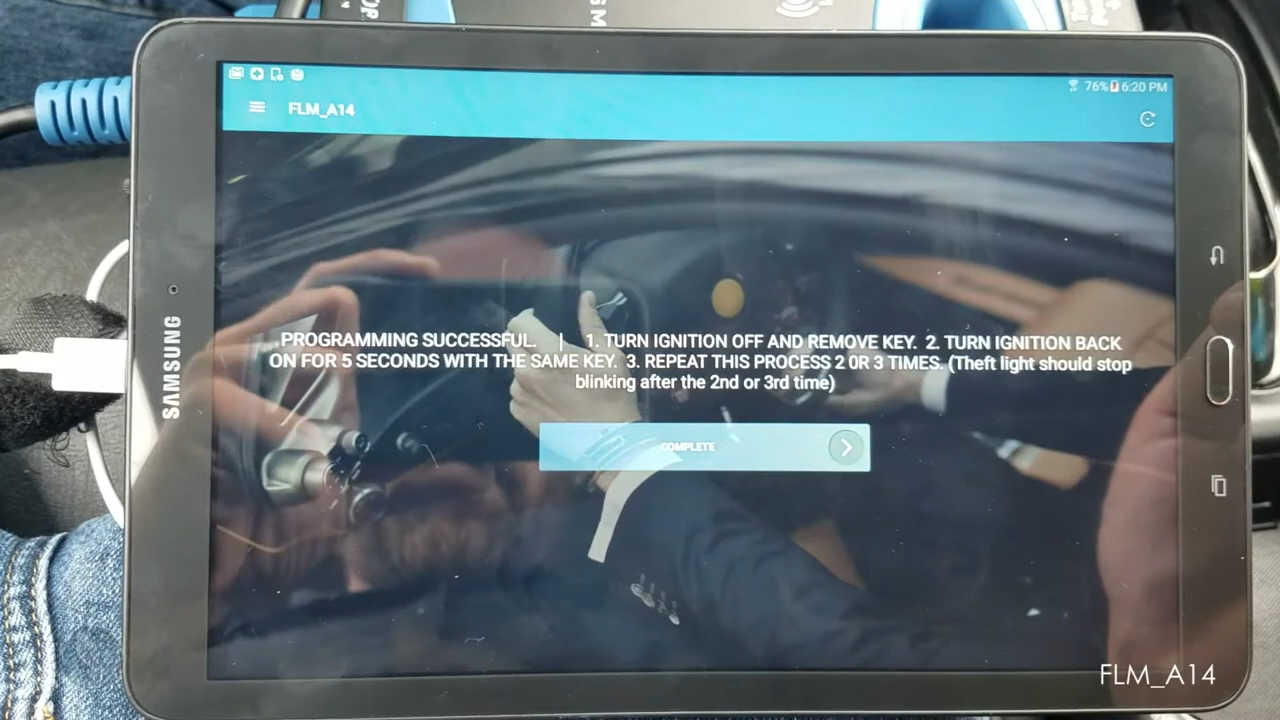 76% 6:20 PM
FLM_A14
PROGRAMMING SUCCESSFUL. 1. TURN IGNITION OFF AND REMOVE KEY. 2. TURN IGNITION BACK
ON FOR 5 SECONDS WITH THE SAME KEY. 3. REPEAT THIS PROCESS 2 0R 3 TIMES. (Theft light should stop
blinking after the 2nd or 3rd time)
COMPLETE
SAMSUNG
FLM_A14